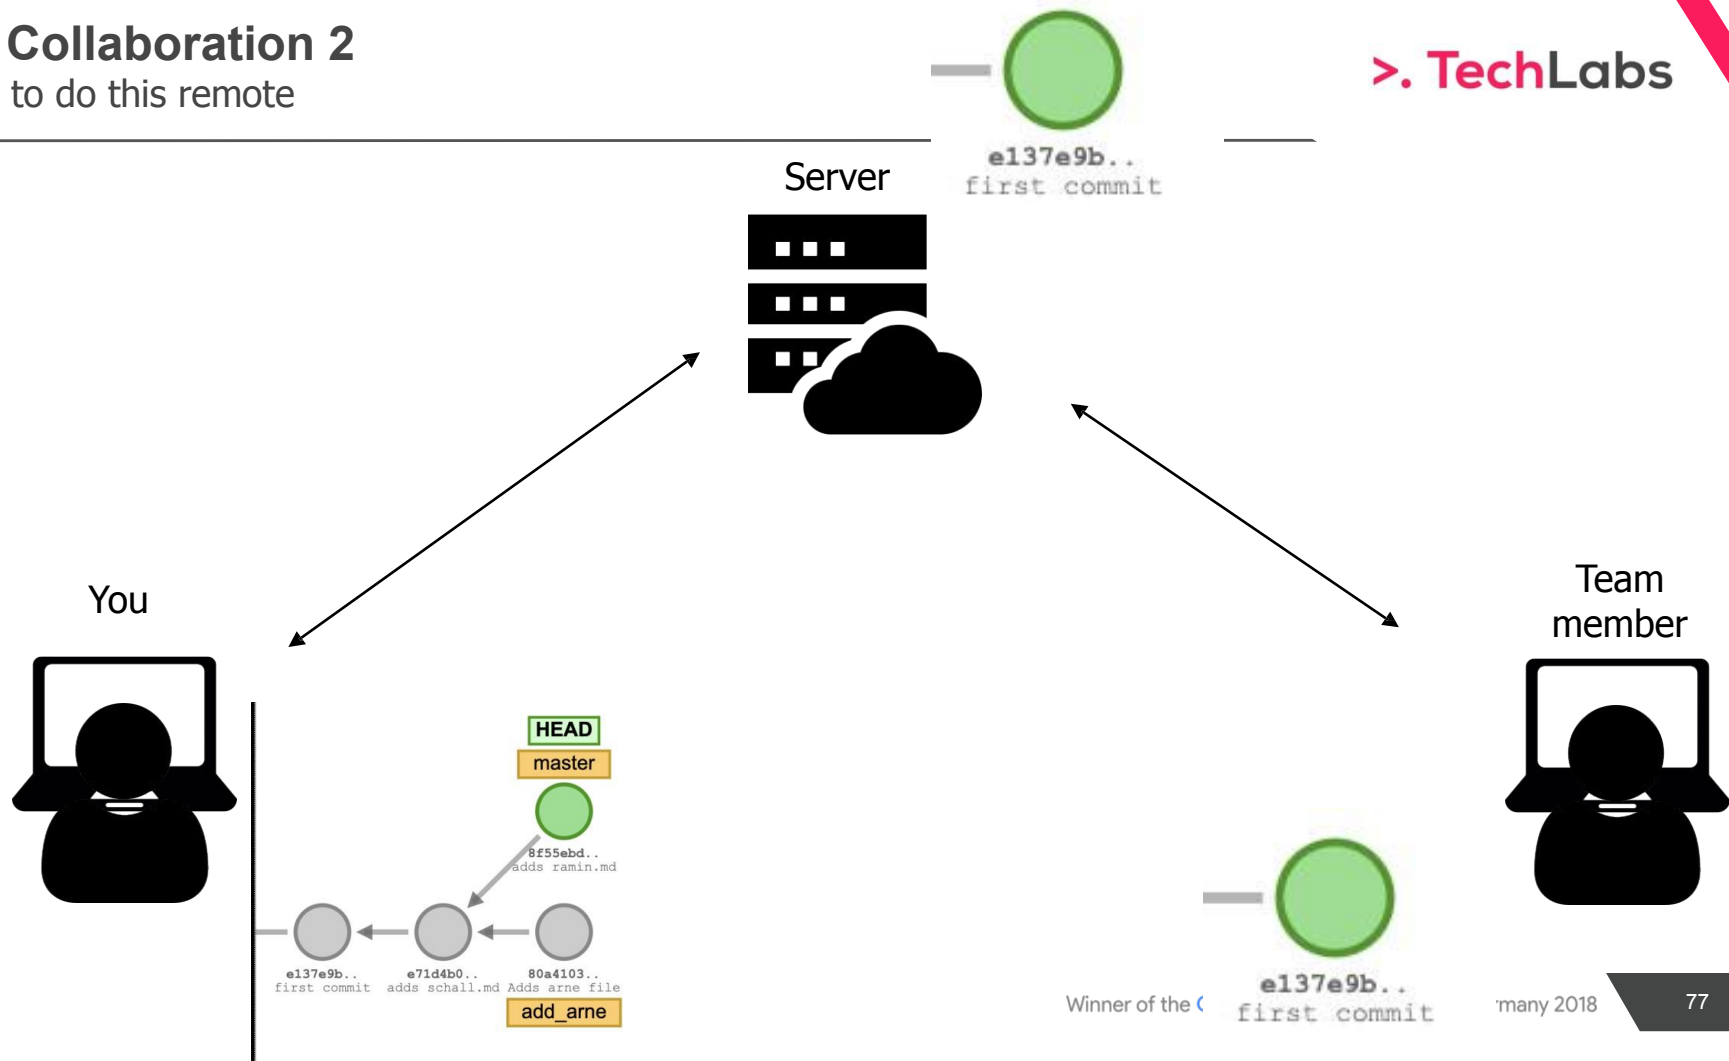 Collaboration 2
to do this remote
>. TechLabs
e137e9b..
first commit
Server
You
Team
member
HEAD
master
8f55ebd..
adds ramin.md
e137e9b..
first commit
e71d4b0..
adds schall.md
80a4103..
Adds arne file
add_arne
e137e9b..
first commit
Winner of the
many 2018
77